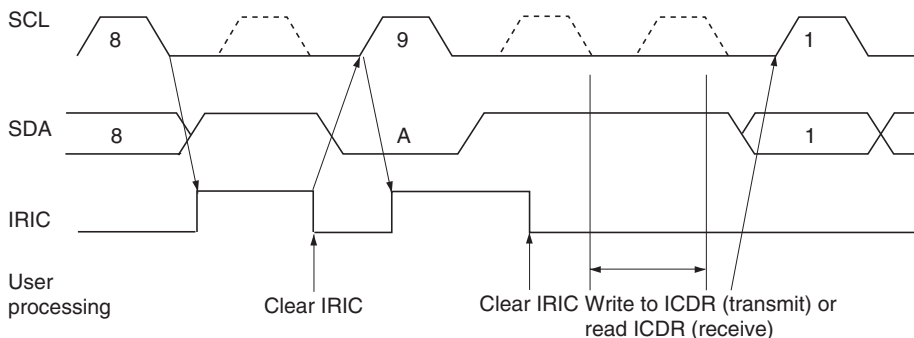 SCL
8
9
1
SDA
8
A
1
IRIC
User processing
Clear IRIC
Clear IRIC
Write to ICDR (transmit) or
read ICDR (receive)